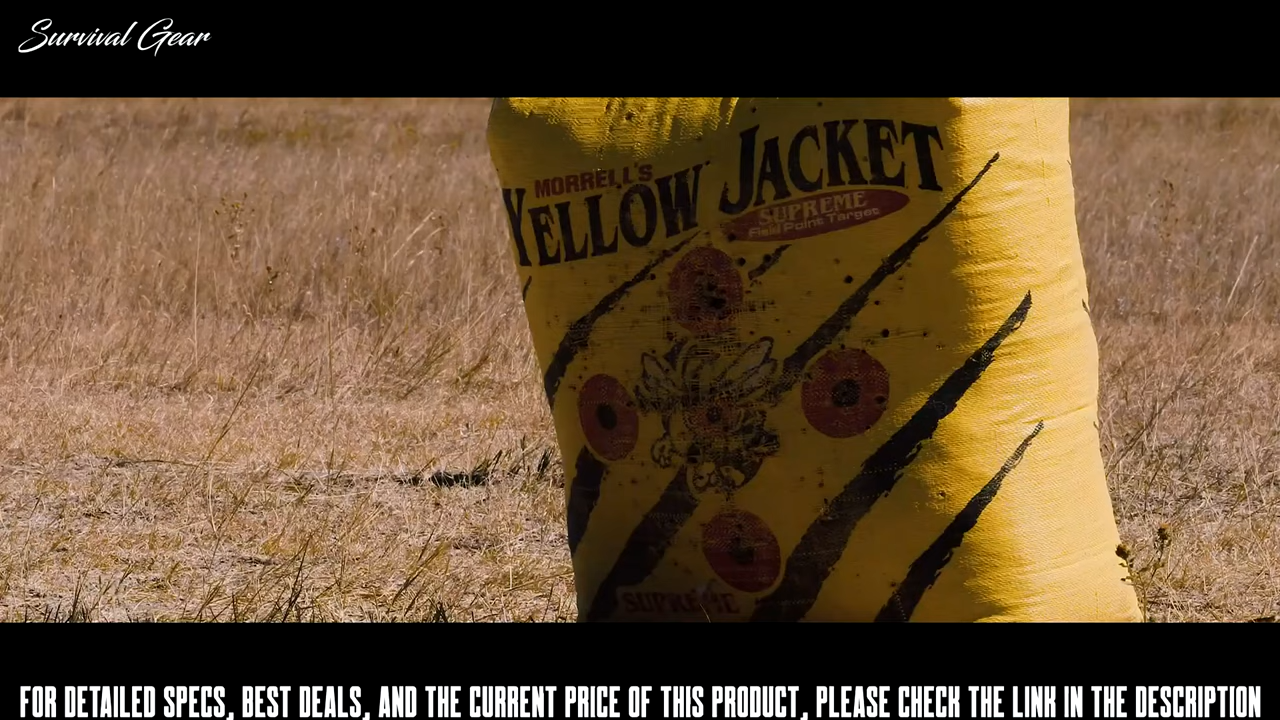 Survival Gear
MORRELL'S
YELLOW JACKET
SUPREME
Field Point Target
SUPREME
FOR DETAILED SPECS, BEST DEALS, AND THE CURRENT PRICE OF THIS PRODUCT, PLEASE CHECK THE LINK IN THE DESCRIPTION